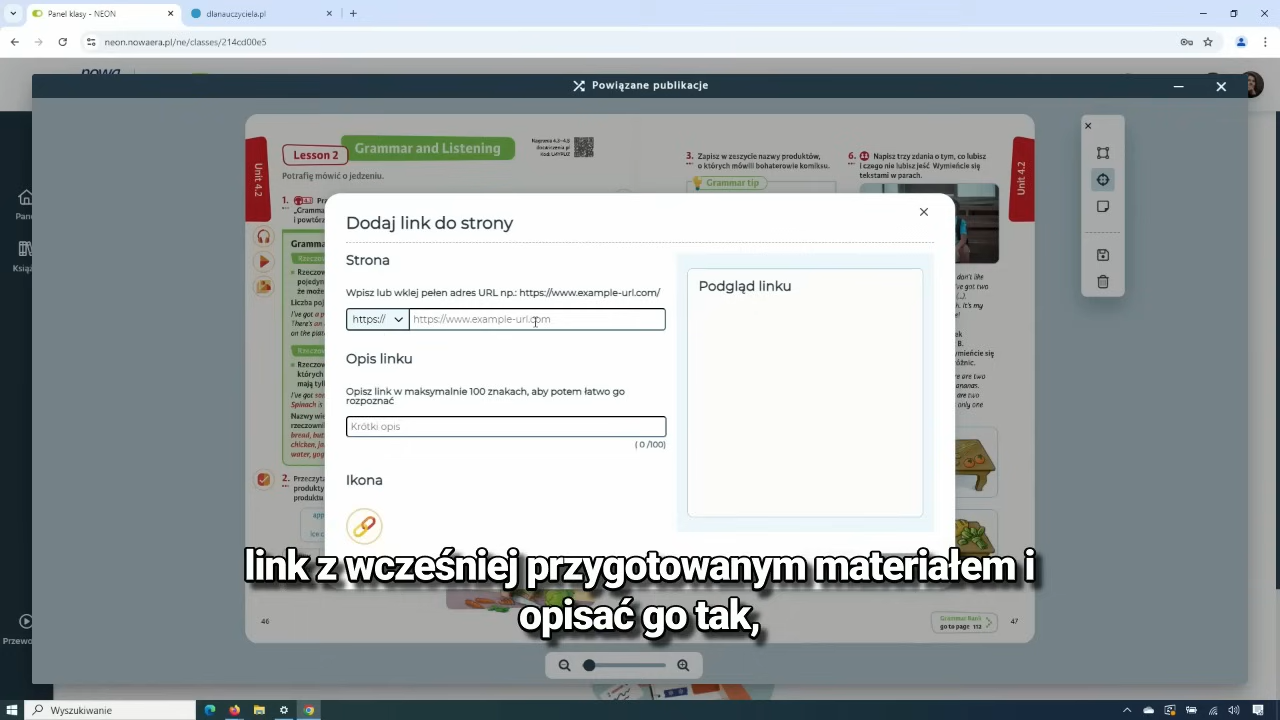 Panel klasy - NEON
dlanauczyciela.pl
neon.nowaera.pl/ne/classes/214cd00e5
Powiązane publikacje
Unit 4.2
Lesson 2
Grammar and Listening
Potrafię mówić o jedzeniu.
3. Zapisz w zeszycie nazwy produktów,
o których mówili bohaterowie komiksu.
Grammar tip
6. Napisz trzy zdania o tym, co lubisz
i czego nie lubisz jeść. Wymieńcie się
tekstami w parach.
Unit 4.2
Dodaj link do strony
Strona
Wpisz lub wklej pełen adres URL np.: https://www.example-url.com/
https://
https://www.example-url.com
Opis linku
Opisz link w maksymalnie 100 znakach, aby potem łatwo go
rozpoznać
Krótki opis
( 0 /100)
Ikona
Podgląd linku
link z wcześniej przygotowanym materiałem i
opisać go tak,
46
Grammar Bank
go to page 112
47
Wyszukiwanie